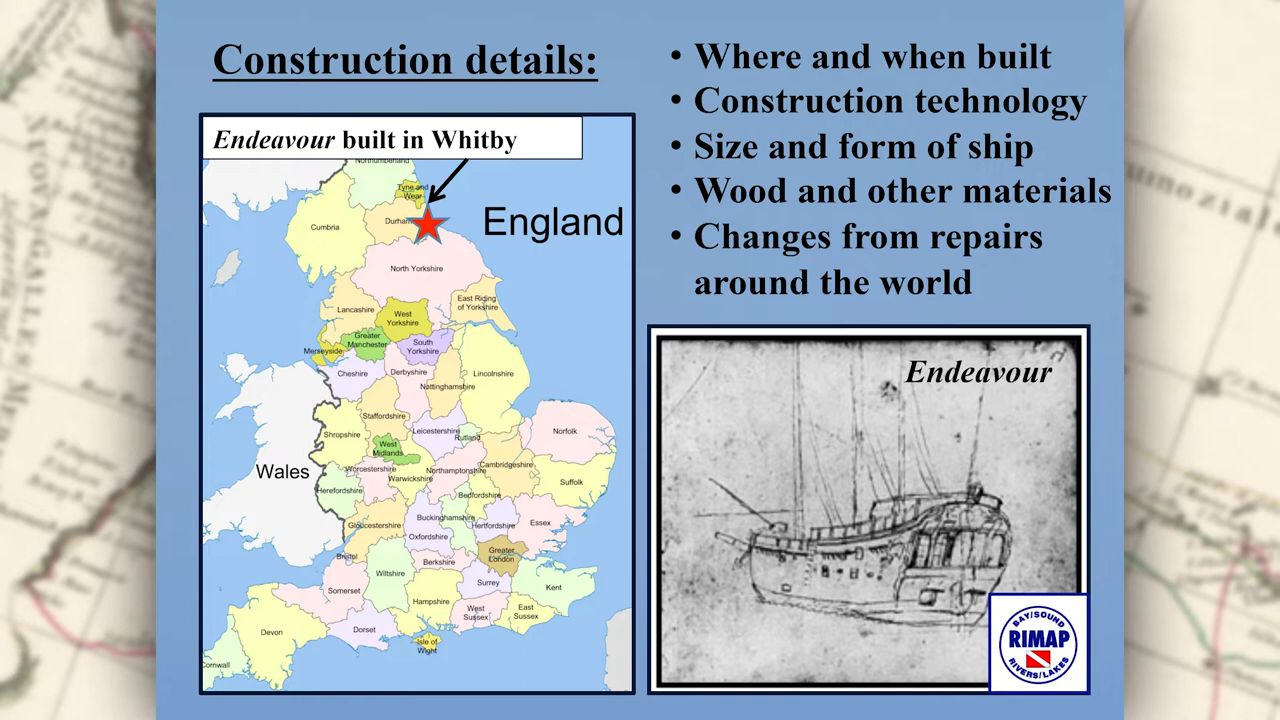 Construction details:
• Where and when built
• Construction technology
• Size and form of ship
• Wood and other materials
• Changes from repairs
around the world
Endeavour built in Whitby
Northumberland
Tyne and
Wear
Cumbria
Durham
England
North Yorkshire
Lancashire
West
Yorkshire
East Riding
of Yorkshire
Greater
Manchester
South
Yorkshire
Merseyside
Cheshire
Derbyshire
Nottinghamshire
Lincolnshire
Staffordshire
Shropshire
Leicestershire
Rutland
Norfolk
West
Midlands
Wales
Worcestershire
Warwickshire
Northamptonshire
Cambridgeshire
Suffolk
Herefordshire
Bedfordshire
Gloucestershire
Buckinghamshire
Hertfordshire
Essex
Oxfordshire
Bristol
Greater
London
Berkshire
Wiltshire
Surrey
Kent
Somerset
Hampshire
West
Sussex
East
Sussex
Devon
Dorset
Isle of
Wight
Cornwall
Endeavour
BAY/SOUND
RIMAP
RIVERS/LAKES